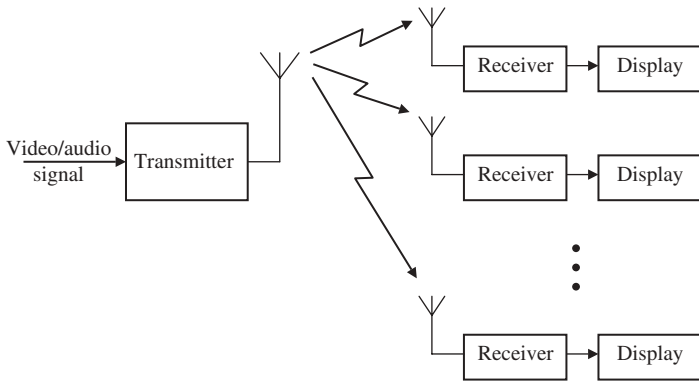 Receiver
Display
Video/audio
signal
Transmitter
Receiver
Display
Receiver
Display